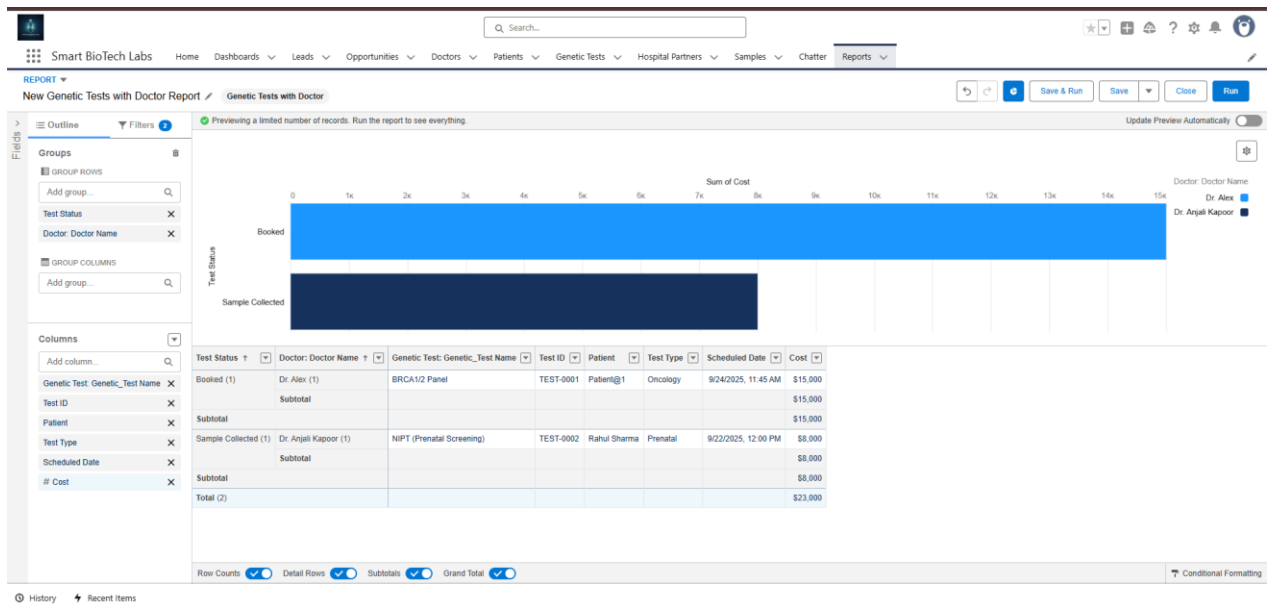 Search...
Smart BioTech Labs Home Dashboards Leads Opportunities Doctors Patients Genetic Tests Hospital Partners Samples Chatter Reports
REPORT
New Genetic Tests with Doctor Report Genetic Tests with Doctor
Save & Run Save Close Run
Fields
Outline Filters 2
Previewing a limited number of records. Run the report to see everything.
Update Preview Automatically
Groups
GROUP ROWS
Add group...
Test Status
Doctor: Doctor Name
GROUP COLUMNS
Add group...
Columns
Add column...
Genetic Test: Genetic_Test Name
Test ID
Patient
Test Type
Scheduled Date
# Cost
Sum of Cost
0 1K 2K 3K 4K 5K 6K 7K 8K 9K 10K 11K 12K 13K 14K 15K
Test Status
Booked
Sample Collected
Doctor: Doctor Name
Dr. Alex
Dr. Anjali Kapoor
Test Status Doctor: Doctor Name Genetic Test: Genetic_Test Name Test ID Patient Test Type Scheduled Date Cost
Booked (1) Dr. Alex (1) BRCA1/2 Panel TEST-0001 Patient@1 Oncology 9/24/2025, 11:45 AM $15,000
Subtotal $15,000
Subtotal $15,000
Sample Collected (1) Dr. Anjali Kapoor (1) NIPT (Prenatal Screening) TEST-0002 Rahul Sharma Prenatal 9/22/2025, 12:00 PM $8,000
Subtotal $8,000
Subtotal $8,000
Total (2) $23,000
Row Counts Detail Rows Subtotals Grand Total
Conditional Formatting
History Recent Items